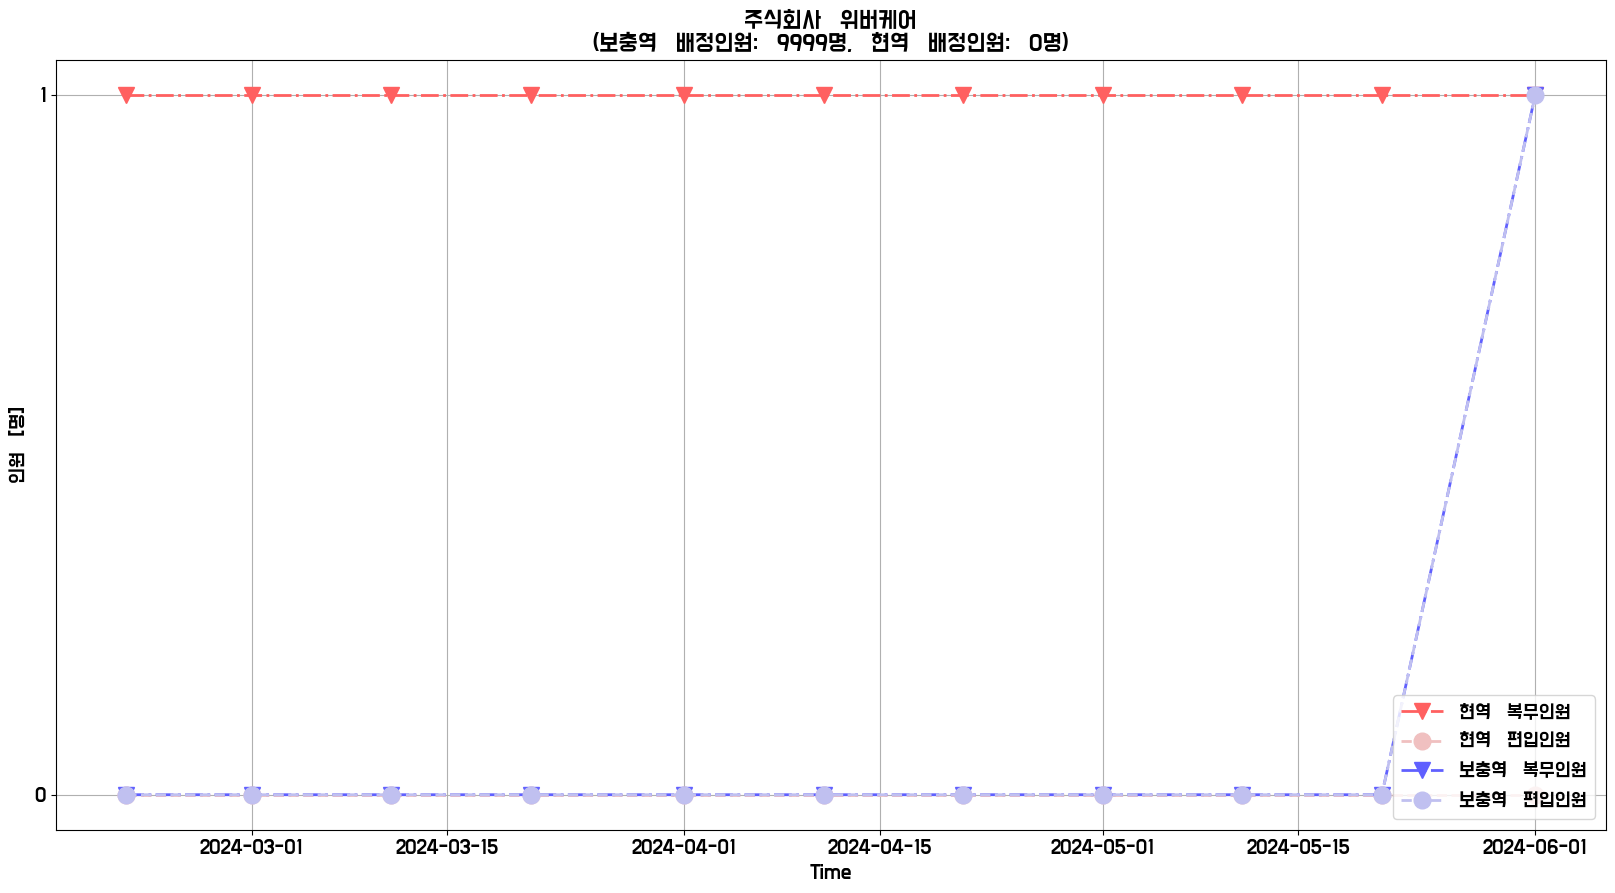 주식회사 위버케어
(보충역 배정인원: 9999명, 현역 배정인원: 0명)
1
인원 [명]
0
현역 복무인원
현역 편입인원
보충역 복무인원
보충역 편입인원
2024-03-01 2024-03-15 2024-04-01 2024-04-15 2024-05-01 2024-05-15 2024-06-01
Time